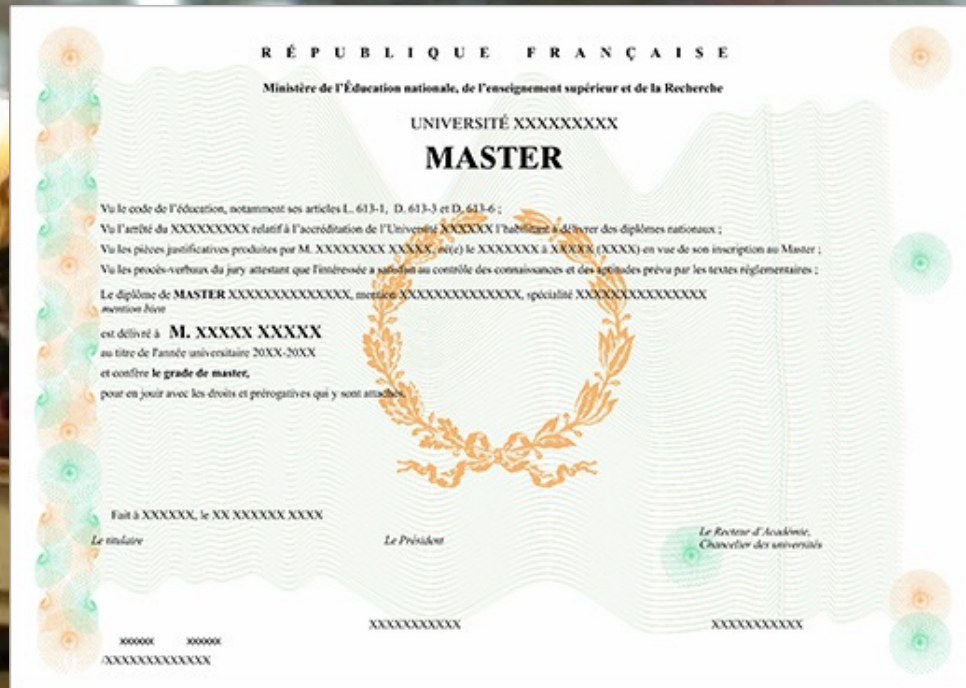 RÉPUBLIQUE FRANÇAISE
Ministère de l'Éducation nationale, de l'enseignement supérieur et de la Recherche
UNIVERSITÉ XXXXXXXXX
MASTER
Vu le code de l'éducation, notamment ses articles L. 613-1, D. 613-3 et D. 613-6 ;
Vu l'arrêté du XXXXXXXXX relatif à l'accréditation de l'Université XXXXXX l'habilitant à délivrer des diplômes nationaux ;
Vu les pièces justificatives produites par M. XXXXXXXX XXXXX, né(e) le XXXXXXX à XXXXX (XXXX) en vue de son inscription au Master ;
Vu les procès-verbaux du jury attestant que l'intéressée a satisfait au contrôle des connaissances et des aptitudes prévu par les textes réglementaires ;
Le diplôme de MASTER XXXXXXXXXXXXXX, mention XXXXXXXXXXXXXX, spécialité XXXXXXXXXXXXXXX
mention bien
est délivré à M. XXXXX XXXXX
au titre de l'année universitaire 20XX-20XX
et confère le grade de master,
pour en jouir avec les droits et prérogatives qui y sont attachés.
Fait à XXXXXX, le XX XXXXXX XXXX
Le titulaire
Le Président
Le Recteur d'Académie,
Chancelier des universités
XXXXXXXXXXX
XXXXXXXXXXX
XXXXXX XXXXXX
/XXXXXXXXXXXXX